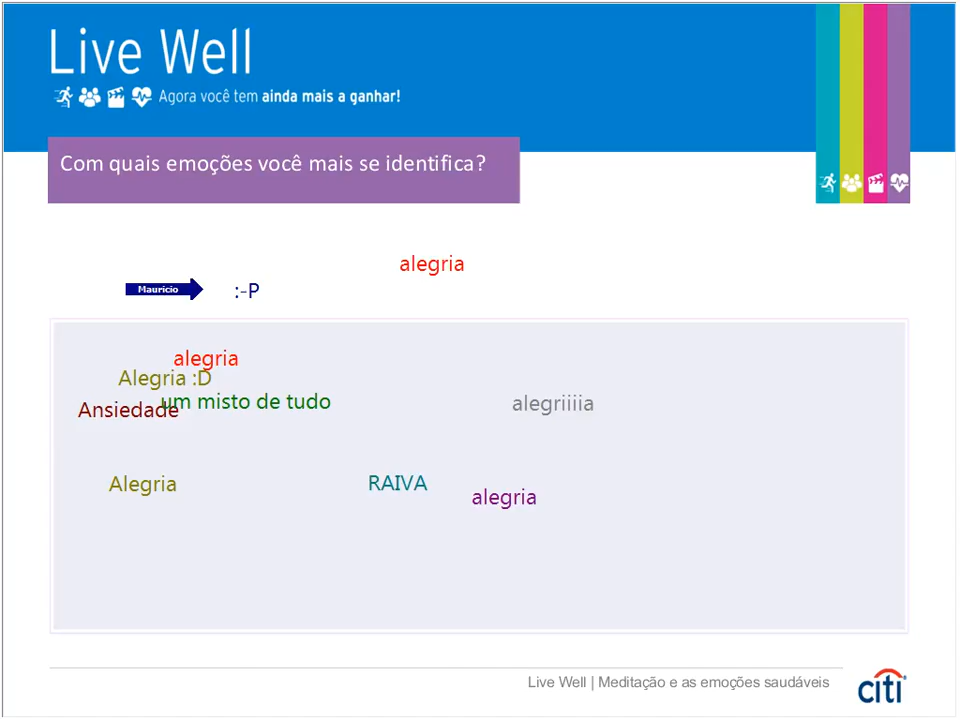 Live Well
Agora você tem ainda mais a ganhar!
Com quais emoções você mais se identifica?
alegria
Mauricio
:-P
alegria
Alegria :D
um misto de tudo
Ansiedade
alegriiiia
Alegria
RAIVA
alegria
Live Well | Meditação e as emoções saudáveis
citi